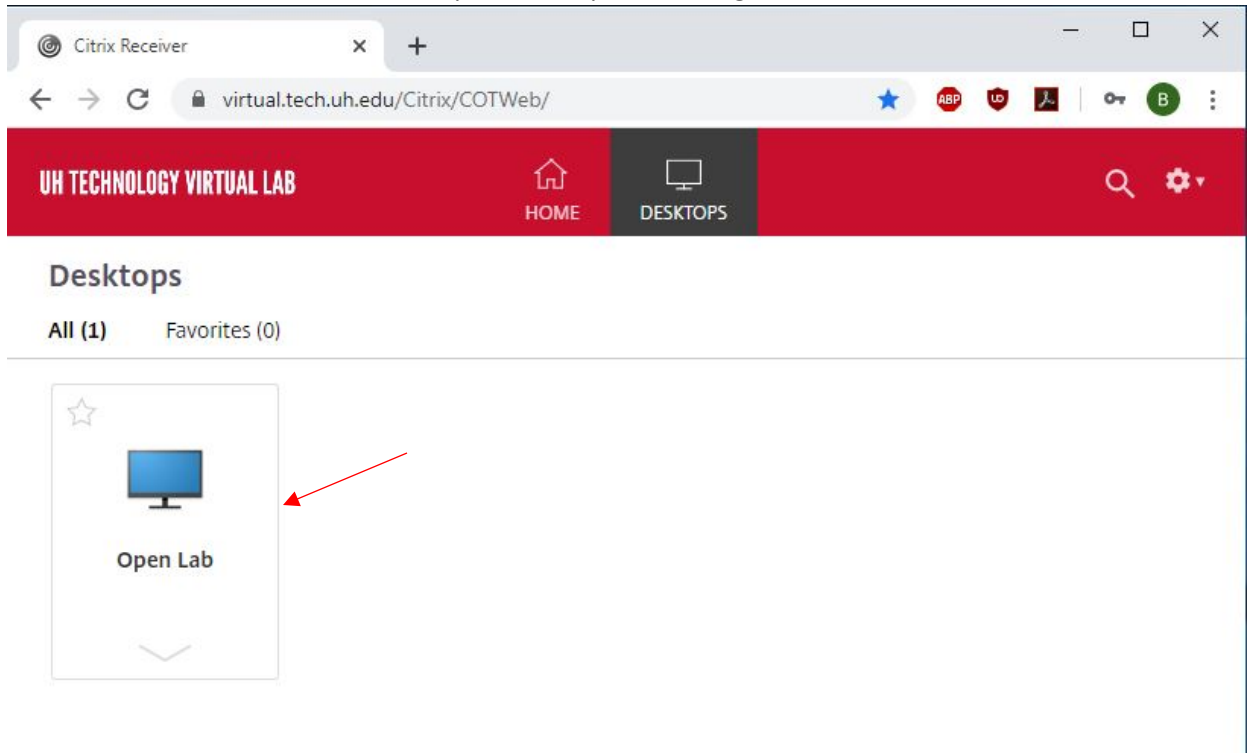 Citrix Receiver
virtual.tech.uh.edu/Citrix/COTWeb/
ABP
UD
B
UH TECHNOLOGY VIRTUAL LAB
HOME
DESKTOPS
Desktops
All (1) Favorites (0)
Open Lab